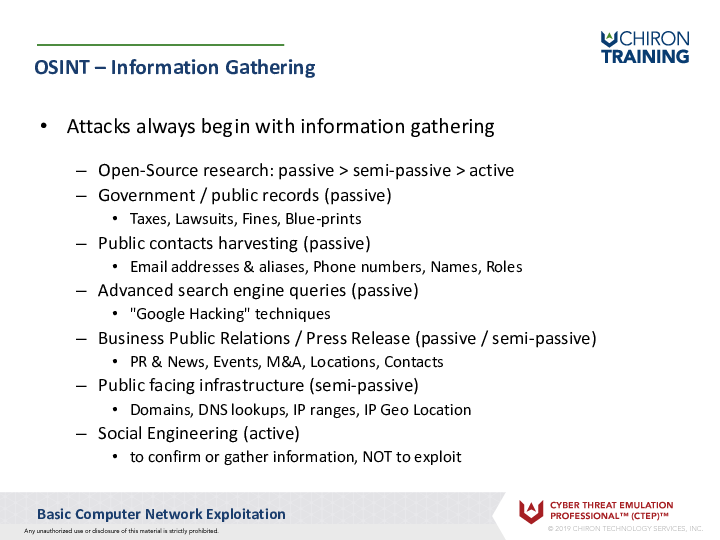 CHIRON
TRAINING
OSINT – Information Gathering
• Attacks always begin with information gathering
– Open-Source research: passive > semi-passive > active
– Government / public records (passive)
• Taxes, Lawsuits, Fines, Blue-prints
– Public contacts harvesting (passive)
• Email addresses & aliases, Phone numbers, Names, Roles
– Advanced search engine queries (passive)
• "Google Hacking" techniques
– Business Public Relations / Press Release (passive / semi-passive)
• PR & News, Events, M&A, Locations, Contacts
– Public facing infrastructure (semi-passive)
• Domains, DNS lookups, IP ranges, IP Geo Location
– Social Engineering (active)
• to confirm or gather information, NOT to exploit
Basic Computer Network Exploitation
Any unauthorized use or disclosure of this material is strictly prohibited.
CYBER THREAT EMULATION
PROFESSIONAL™ (CTEP)™
© 2019 CHIRON TECHNOLOGY SERVICES, INC.